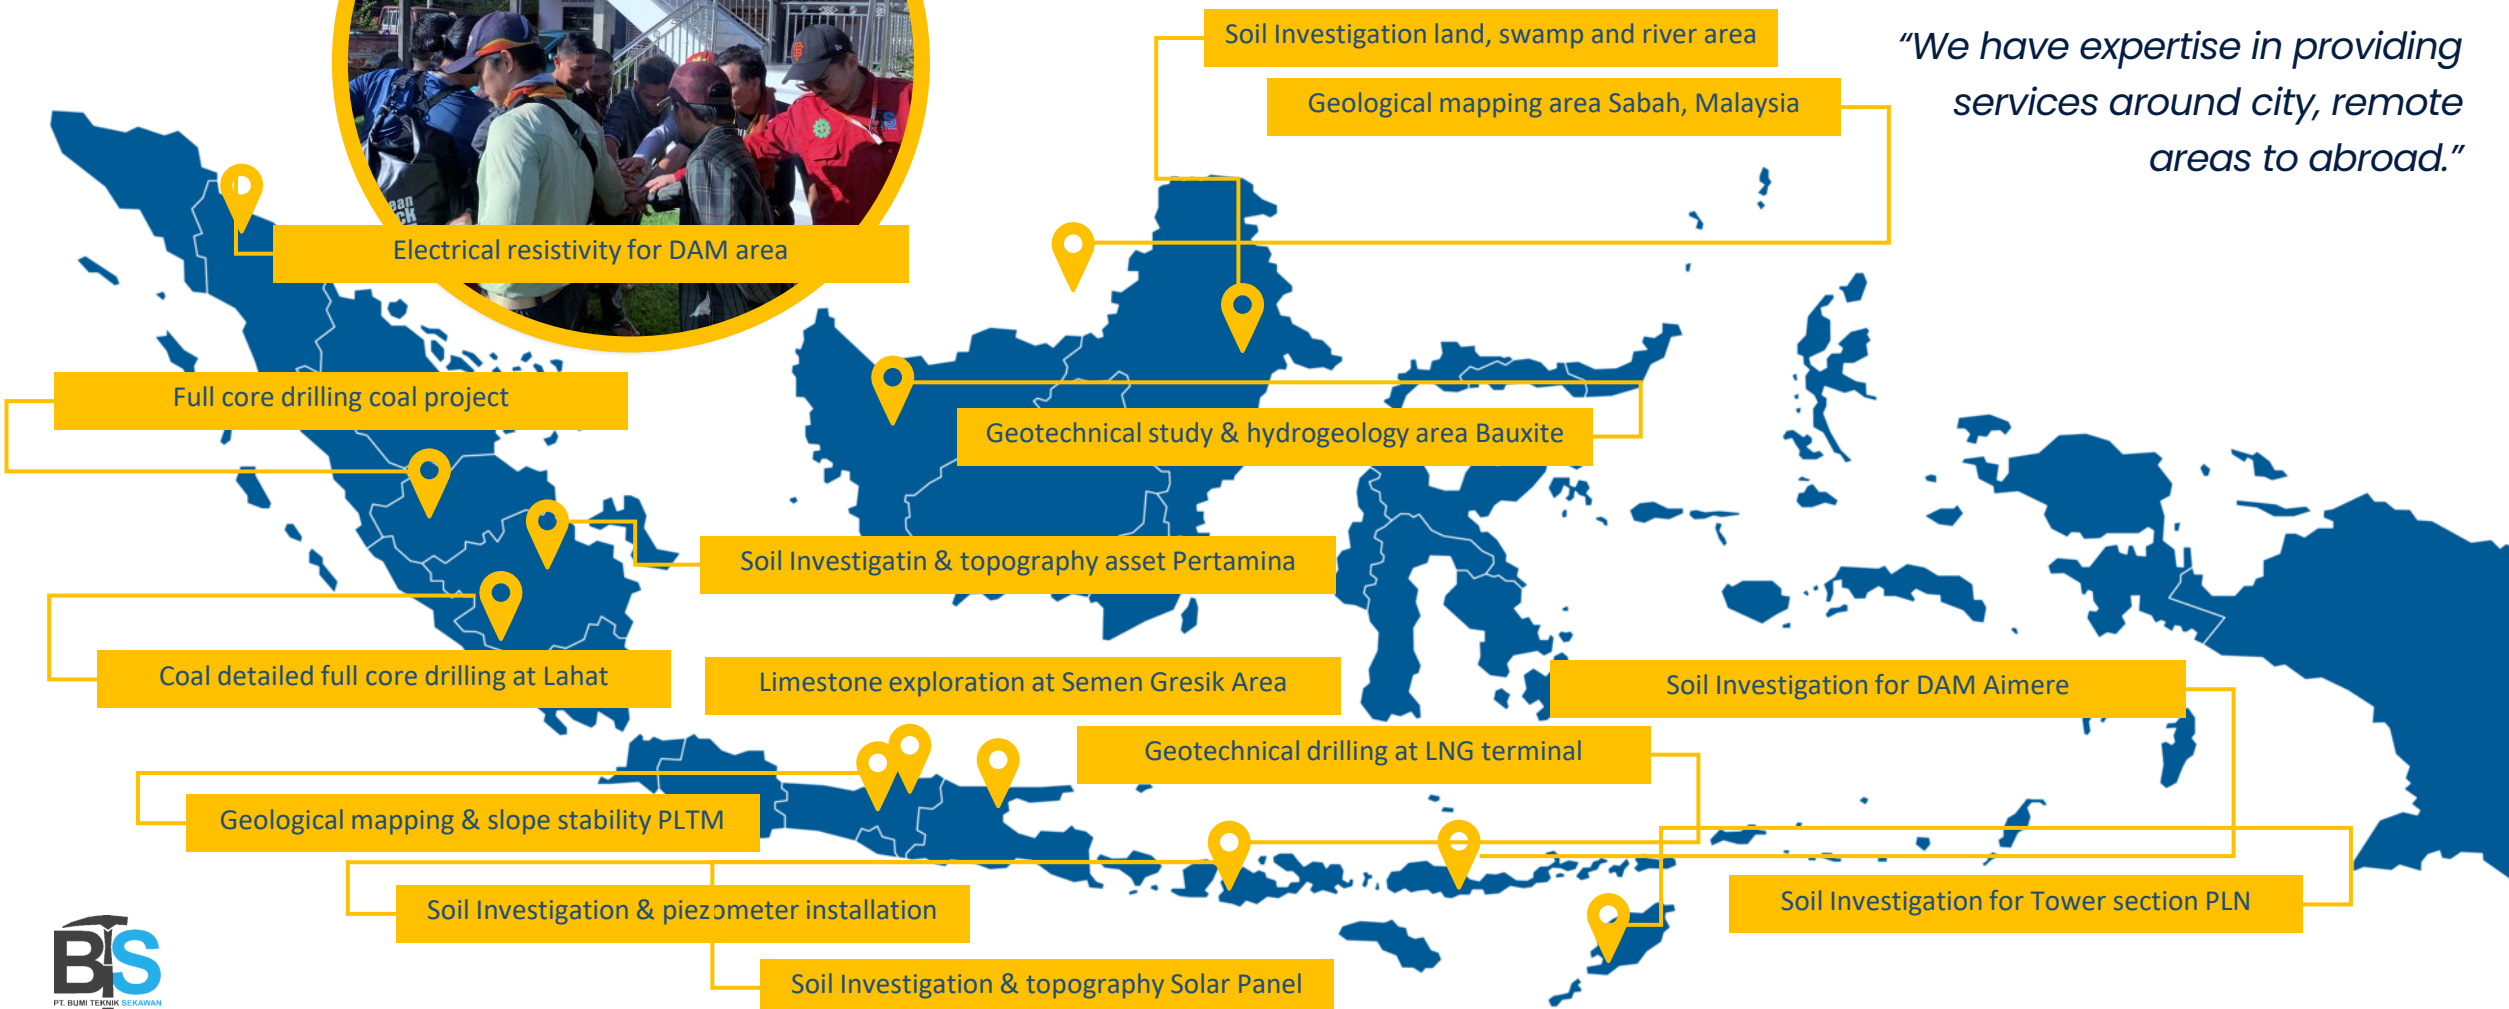 Soil Investigation land, swamp and river area
Geological mapping area Sabah, Malaysia
“We have expertise in providing
services around city, remote
areas to abroad.”
Electrical resistivity for DAM area
Full core drilling coal project
Geotechnical study & hydrogeology area Bauxite
Soil Investigatin & topography asset Pertamina
Coal detailed full core drilling at Lahat
Limestone exploration at Semen Gresik Area
Soil Investigation for DAM Aimere
Geotechnical drilling at LNG terminal
Geological mapping & slope stability PLTM
Soil Investigation & piezometer installation
Soil Investigation for Tower section PLN
Soil Investigation & topography Solar Panel
BTS
PT. BUMI TEKNIK SEKAWAN